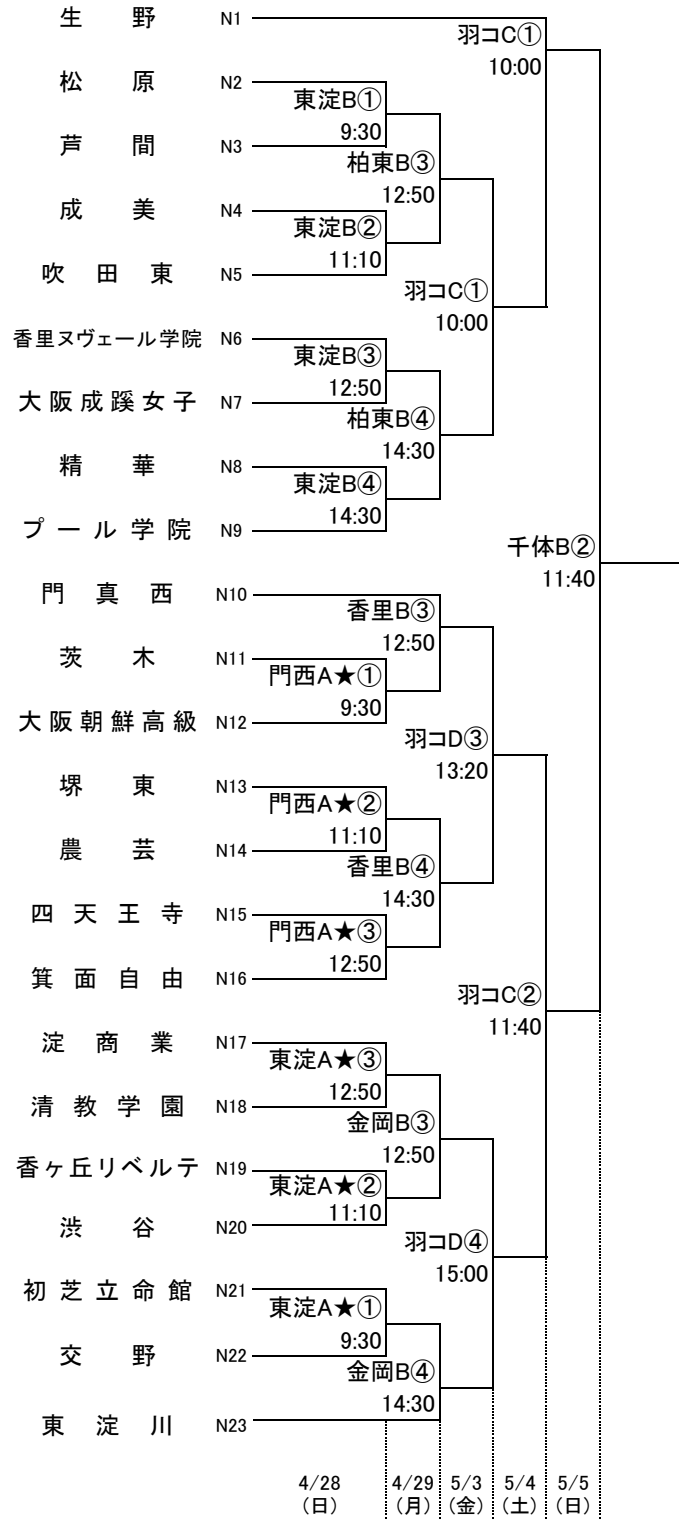 生野 N1
羽コC①
10:00
松原 N2
東淀B①
9:30
芦間 N3
柏東B③
12:50
成美 N4
東淀B②
11:10
吹田東 N5
羽コC①
10:00
香里ヌヴェール学院 N6
東淀B③
12:50
大阪成蹊女子 N7
柏東B④
14:30
精華 N8
東淀B④
14:30
プール学院 N9
千体B②
11:40
門真西 N10
香里B③
12:50
茨木 N11
門西A★①
9:30
大阪朝鮮高級 N12
羽コD③
13:20
堺東 N13
門西A★②
11:10
農芸 N14
香里B④
14:30
四天王寺 N15
門西A★③
12:50
箕面自由 N16
羽コC②
11:40
淀商業 N17
東淀A★③
12:50
清教学園 N18
金岡B③
12:50
香ヶ丘リベルテ N19
東淀A★②
11:10
渋谷 N20
羽コD④
15:00
初芝立命館 N21
東淀A★①
9:30
交野 N22
金岡B④
14:30
東淀川 N23
4/28 4/29 5/3 5/4 5/5
（日） （月） （金） （土） （日）